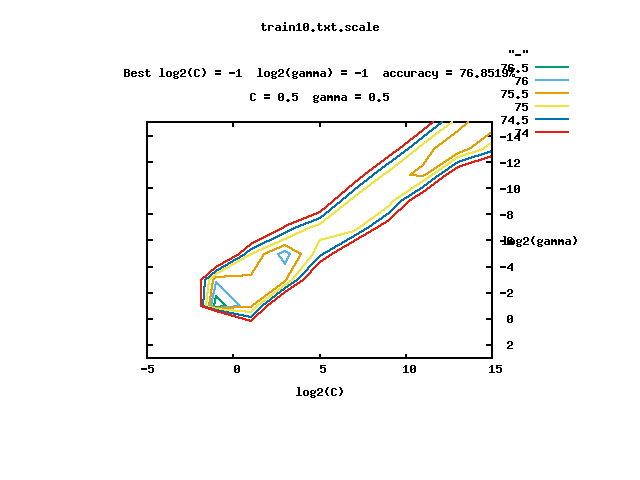 train10.txt.scale
"-"
Best log2(C) = -1 log2(gamma) = -1 accuracy = 76.8519%
76.5
76
C = 0.5 gamma = 0.5
75.5
75
74.5
74
-14
-12
-10
-8
-6
log2(gamma)
-4
-2
0
2
-5 0 5 10 15
log2(C)